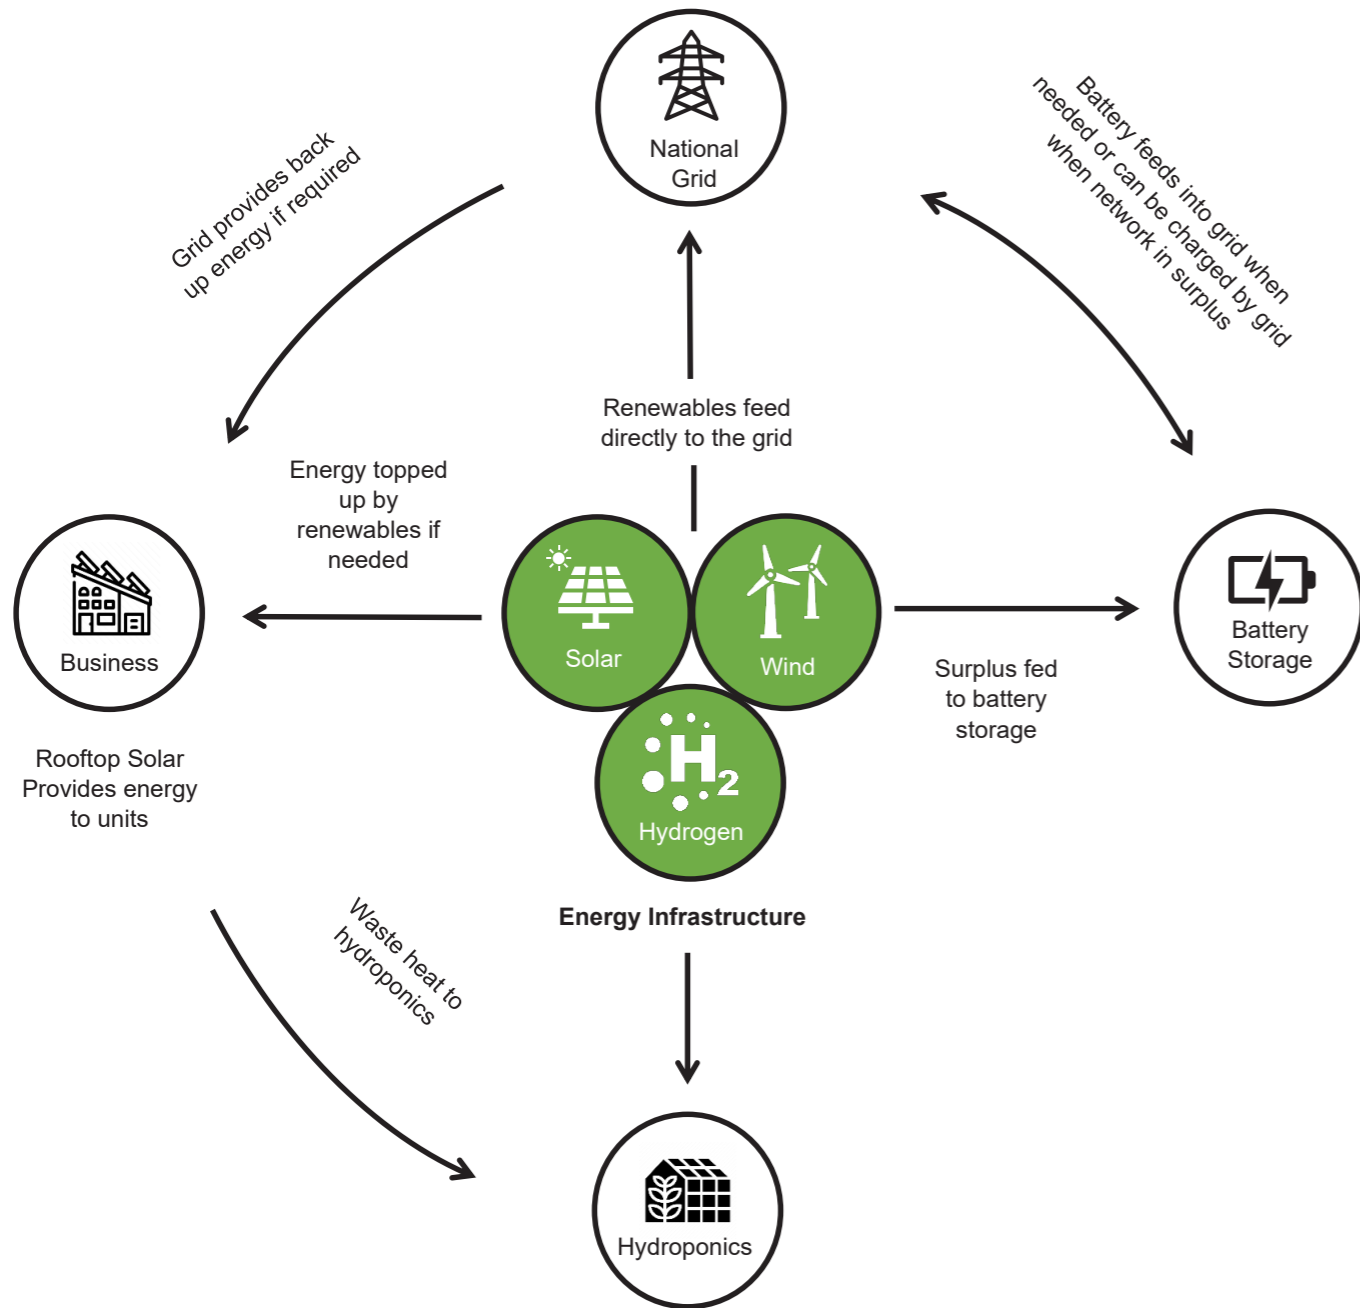 National
Grid
Grid provides back
up energy if required
Battery feeds into grid when
needed or can be charged by grid
when network in surplus
Renewables feed
directly to the grid
Energy topped
up by
renewables if
needed
Business
Solar
Wind
Battery
Storage
Surplus fed
to battery
storage
Rooftop Solar
Provides energy
to units
H2
Hydrogen
Energy Infrastructure
Waste heat to
hydroponics
Hydroponics